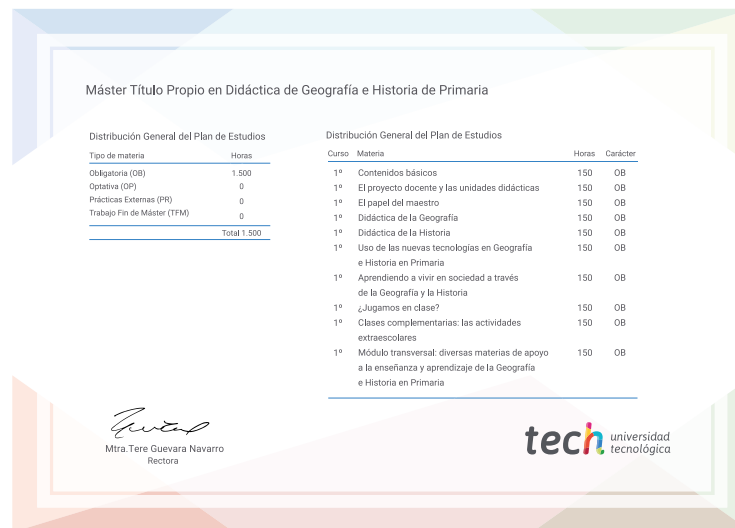 Máster Título Propio en Didáctica de Geografía e Historia de Primaria
Distribución General del Plan de Estudios
Tipo de materia Horas
Obligatoria (OB) 1.500
Optativa (OP) 0
Prácticas Externas (PR) 0
Trabajo Fin de Máster (TFM) 0
Total 1.500
Distribución General del Plan de Estudios
Curso Materia Horas Carácter
1º Contenidos básicos 150 OB
1º El proyecto docente y las unidades didácticas 150 OB
1º El papel del maestro 150 OB
1º Didáctica de la Geografía 150 OB
1º Didáctica de la Historia 150 OB
1º Uso de las nuevas tecnologías en Geografía 150 OB
e Historia en Primaria
1º Aprendiendo a vivir en sociedad a través 150 OB
de la Geografía y la Historia
1º ¿Jugamos en clase? 150 OB
1º Clases complementarias: las actividades 150 OB
extraescolares
1º Módulo transversal: diversas materias de apoyo 150 OB
a la enseñanza y aprendizaje de la Geografía
e Historia en Primaria
Mtra.Tere Guevara Navarro
Rectora
tech universidad
tecnológica